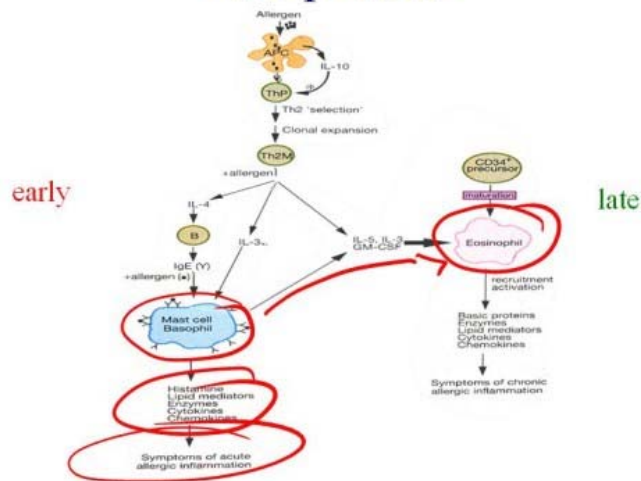 Allergen
APC
IL-10
ThP
Th2 'selection'
Clonal expansion
Th2M
+allergen
CD34+
precursor
maturation
early
late
IL-4
B
IL-3
IL-5, IL-3
GM-CSF
Eosinophil
IgE (Y)
+allergen
recruitment
activation
Mast cell
Basophil
Basic proteins
Enzymes
Lipid mediators
Cytokines
Chemokines
Histamine
Lipid mediators
Enzymes
Cytokines
Chemokines
Symptoms of chronic
allergic inflammation
Symptoms of acute
allergic inflammation